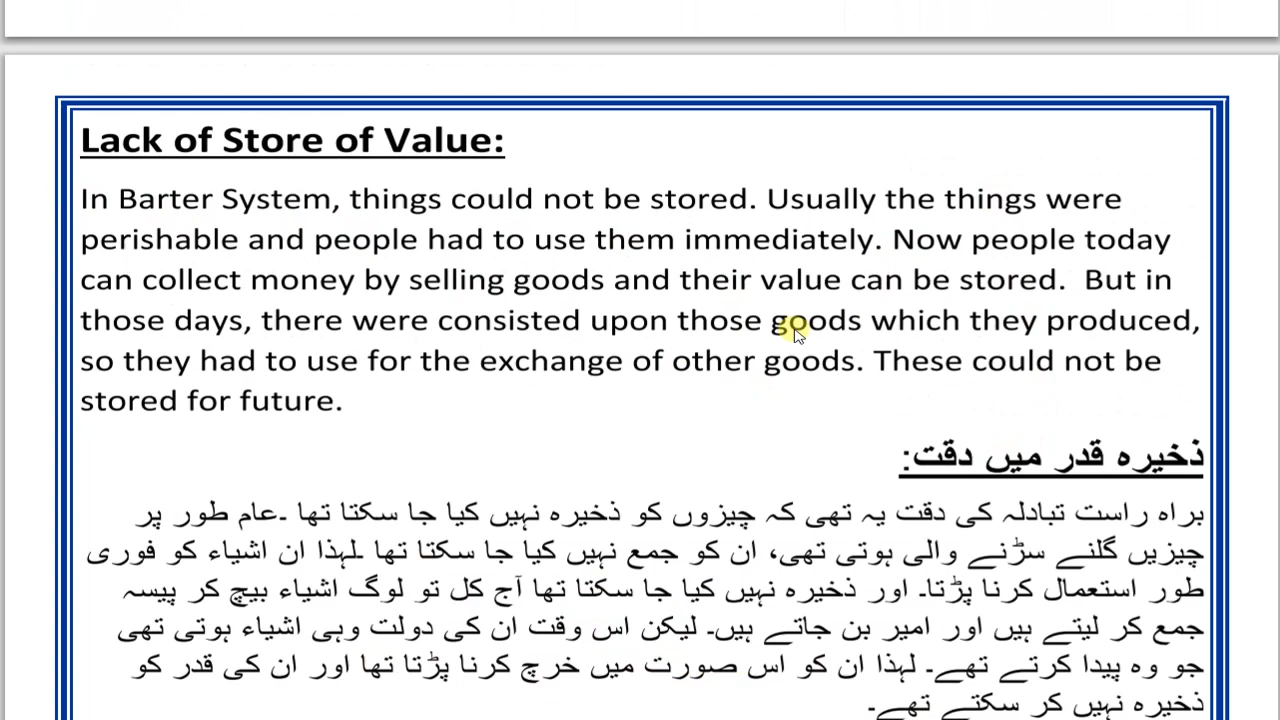 Lack of Store of Value:
In Barter System, things could not be stored. Usually the things were
perishable and people had to use them immediately. Now people today
can collect money by selling goods and their value can be stored.  But in
those days, there were consisted upon those goods which they produced,
so they had to use for the exchange of other goods. These could not be
stored for future.
ذخیرہ قدر میں دقت:
براہ راست تبادلہ کی دقت یہ تھی کہ چیزوں کو ذخیرہ نہیں کیا جا سکتا تھا ۔عام طور پر
چیزیں گلنے سڑنے والی ہوتی تھی، ان کو جمع نہیں کیا جا سکتا تھا ۔لہذا ان اشیاء کو فوری
طور استعمال کرنا پڑتا۔ اور ذخیرہ نہیں کیا جا سکتا تھا آج کل تو لوگ اشیاء بیچ کر پیسہ
جمع کر لیتے ہیں اور امیر بن جاتے ہیں۔ لیکن اس وقت ان کی دولت وہی اشیاء ہوتی تھی
جو وہ پیدا کرتے تھے۔ لہذا ان کو اس صورت میں خرچ کرنا پڑتا تھا اور ان کی قدر کو
ذخیرہ نہیں کر سکتے تھے۔